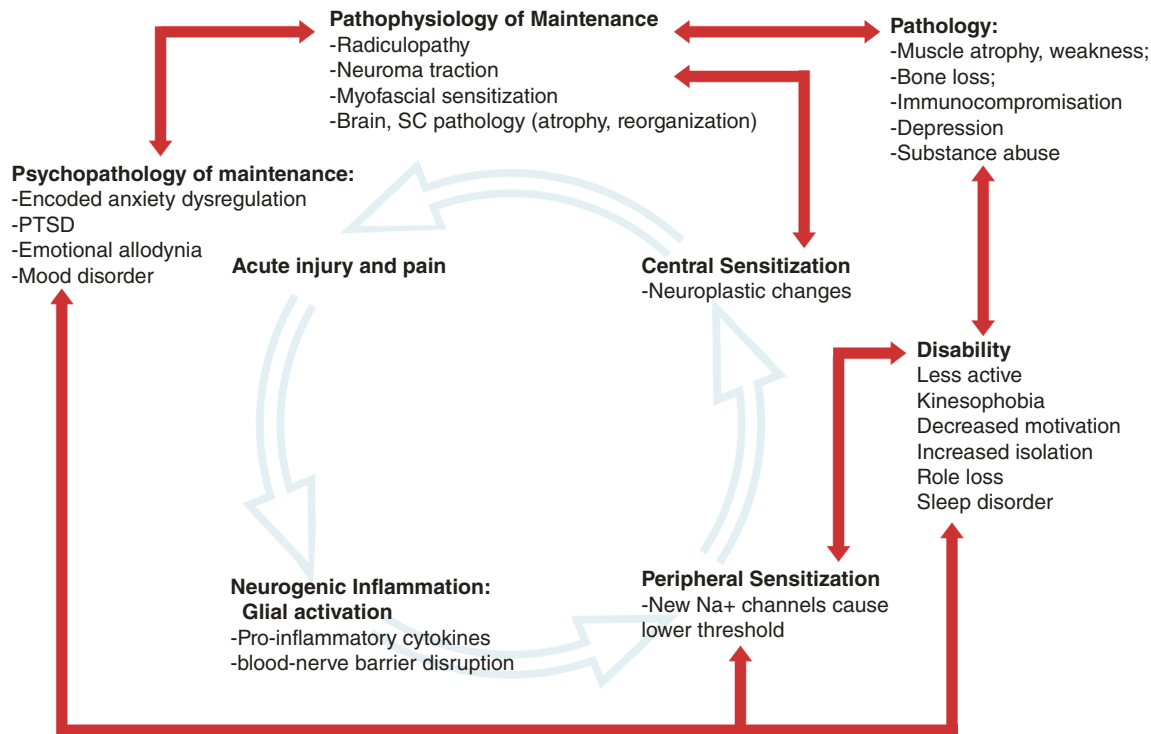 Pathophysiology of Maintenance
-Radiculopathy
-Neuroma traction
-Myofascial sensitization
-Brain, SC pathology (atrophy, reorganization)
Pathology:
-Muscle atrophy, weakness;
-Bone loss;
-Immunocompromisation
-Depression
-Substance abuse
Psychopathology of maintenance:
-Encoded anxiety dysregulation
-PTSD
-Emotional allodynia
-Mood disorder
Acute injury and pain
Central Sensitization
-Neuroplastic changes
Disability
Less active
Kinesophobia
Decreased motivation
Increased isolation
Role loss
Sleep disorder
Neurogenic Inflammation:
Glial activation
-Pro-inflammatory cytokines
-blood-nerve barrier disruption
Peripheral Sensitization
-New Na+ channels cause
lower threshold